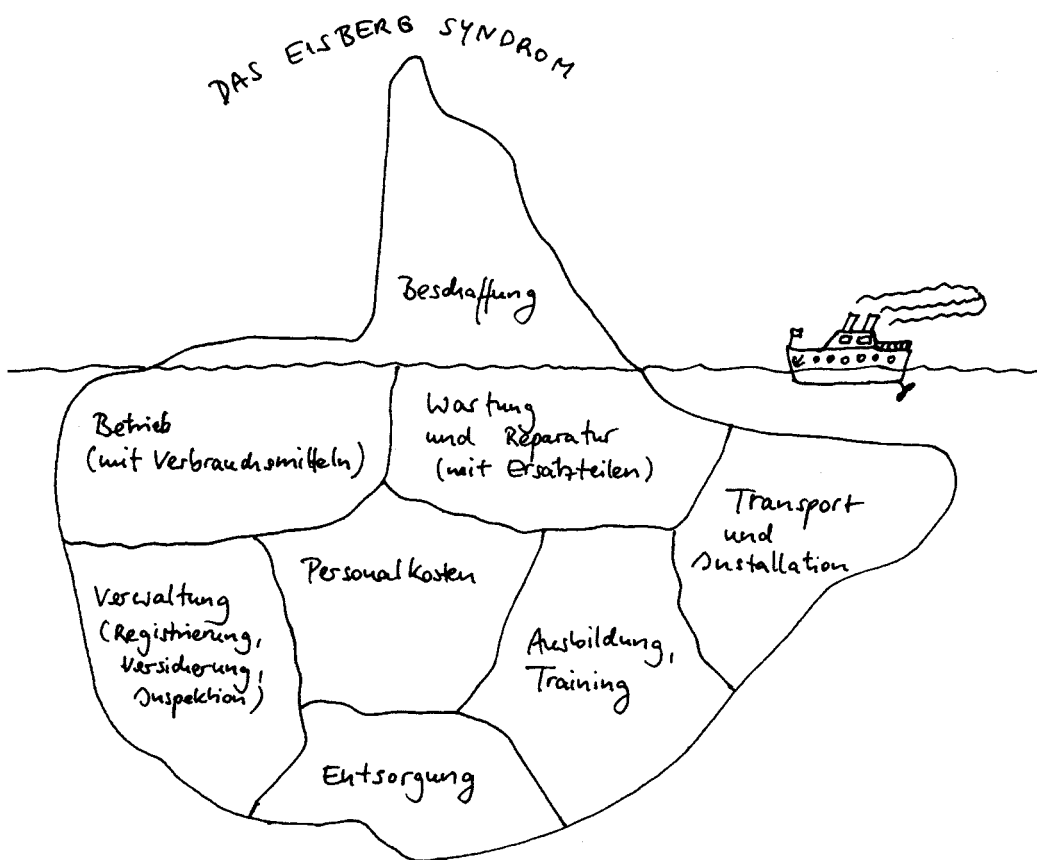 DAS EISBERG SYNDROM
Beschaffung
Betrieb
(mit Verbrauchsmitteln)
Wartung
und Reparatur
(mit Ersatzteilen)
Transport
und
Installation
Verwaltung
(Registrierung,
Versicherung,
Inspektion)
Personalkosten
Ausbildung,
Training
Entsorgung